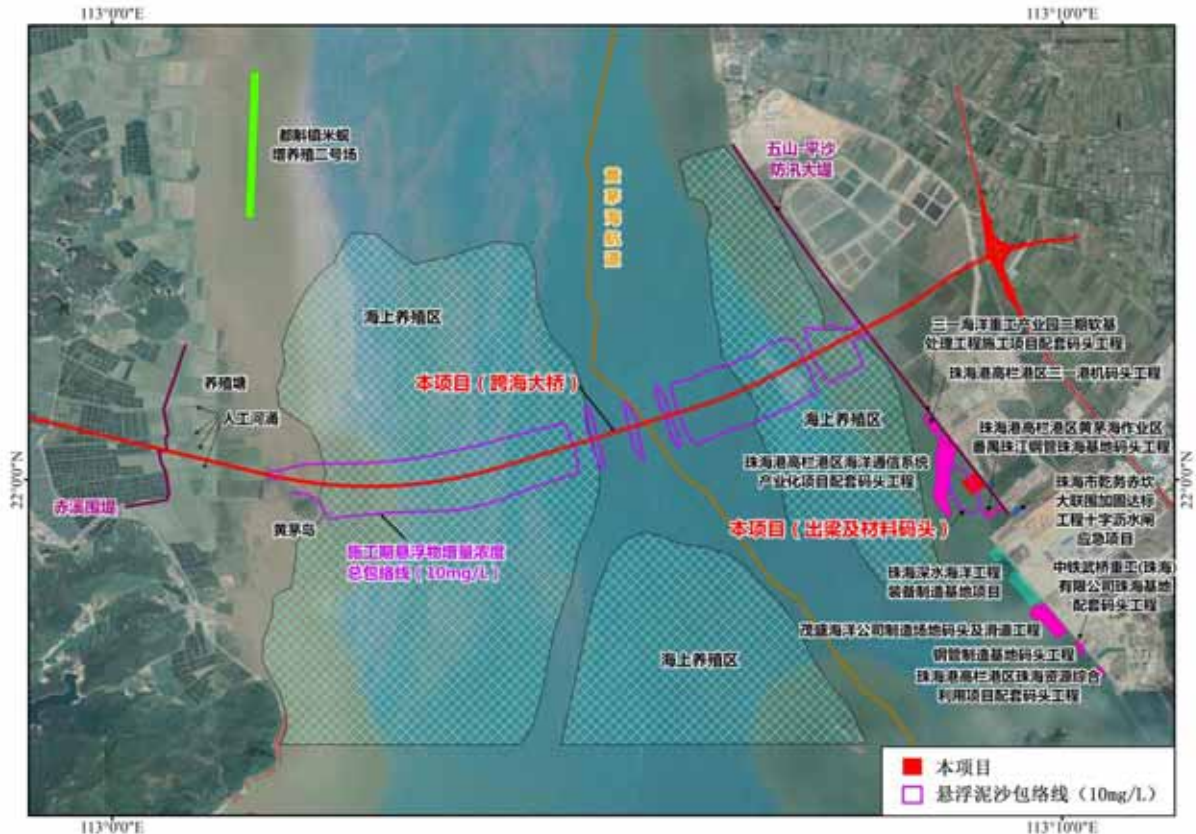 113°0'0"E
113°10'0"E
都斛镇米蚬
增养殖二号场
五山-平沙
防汛大堤
黄茅海航道
海上养殖区
三一海洋重工产业园三期软基
处理工程施工项目配套码头工程
本项目（跨海大桥）
养殖塘
珠海港高栏港区三一港机码头工程
人工河涌
海上养殖区
珠海港高栏港区黄茅海作业区
番禺珠江钢管珠海基地码头工程
珠海港高栏港区海洋通信系统
产业化项目配套码头工程
22°0'0"N
22°0'0"N
珠海市乾务赤坎
大联围加固达标
工程十字沥水闸
应急项目
赤溪围堤
黄茅岛
本项目（出梁及材料码头）
施工期悬浮物增量浓度
总包络线（10mg/L）
珠海深水海洋工程
装备制造基地项目
中铁武桥重工(珠海)
有限公司珠海基地
配套码头工程
茂盛海洋公司制造场地码头及滑道工程
海上养殖区
钢管制造基地码头工程
珠海港高栏港区珠海资源综合
利用项目配套码头工程
本项目
悬浮泥沙包络线（10mg/L）
113°0'0"E
113°10'0"E